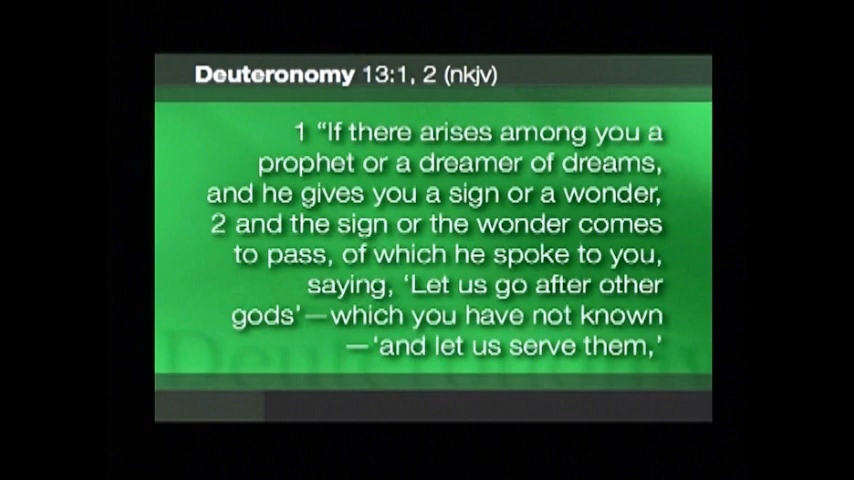 Deuteronomy 13:1, 2 (nkjv)
1 “If there arises among you a
prophet or a dreamer of dreams,
and he gives you a sign or a wonder,
2 and the sign or the wonder comes
to pass, of which he spoke to you,
saying, ‘Let us go after other
gods’—which you have not known
—‘and let us serve them,’
Deuteronomy